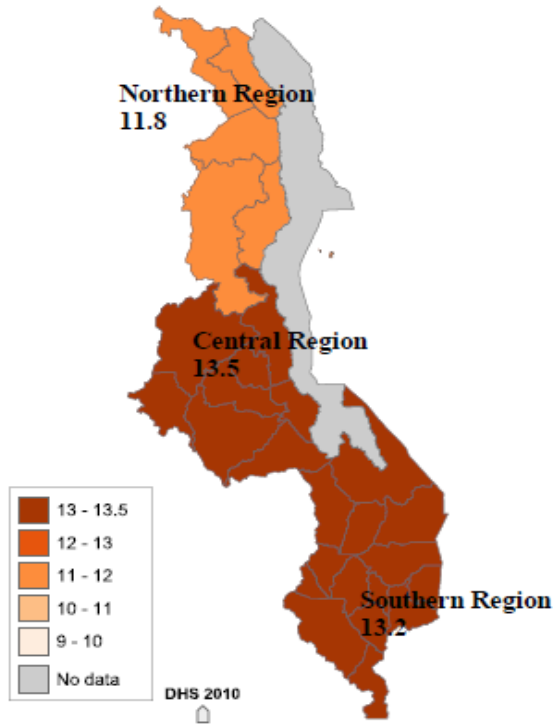 Northern Region
11.8
Central Region
13.5
13 - 13.5
12 - 13
11 - 12
10 - 11
9 - 10
No data
Southern Region
13.2
DHS 2010